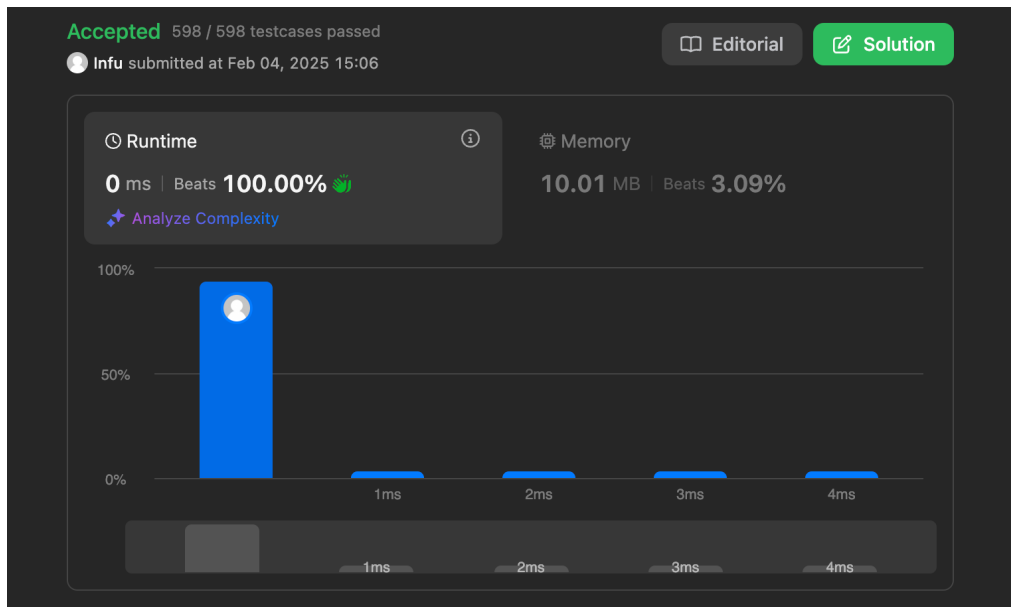 Accepted 598 / 598 testcases passed
Editorial
Solution
Infu submitted at Feb 04, 2025 15:06
Runtime
0 ms | Beats 100.00%
Analyze Complexity
Memory
10.01 MB | Beats 3.09%
100%
50%
0%
1ms 2ms 3ms 4ms
1ms 2ms 3ms 4ms